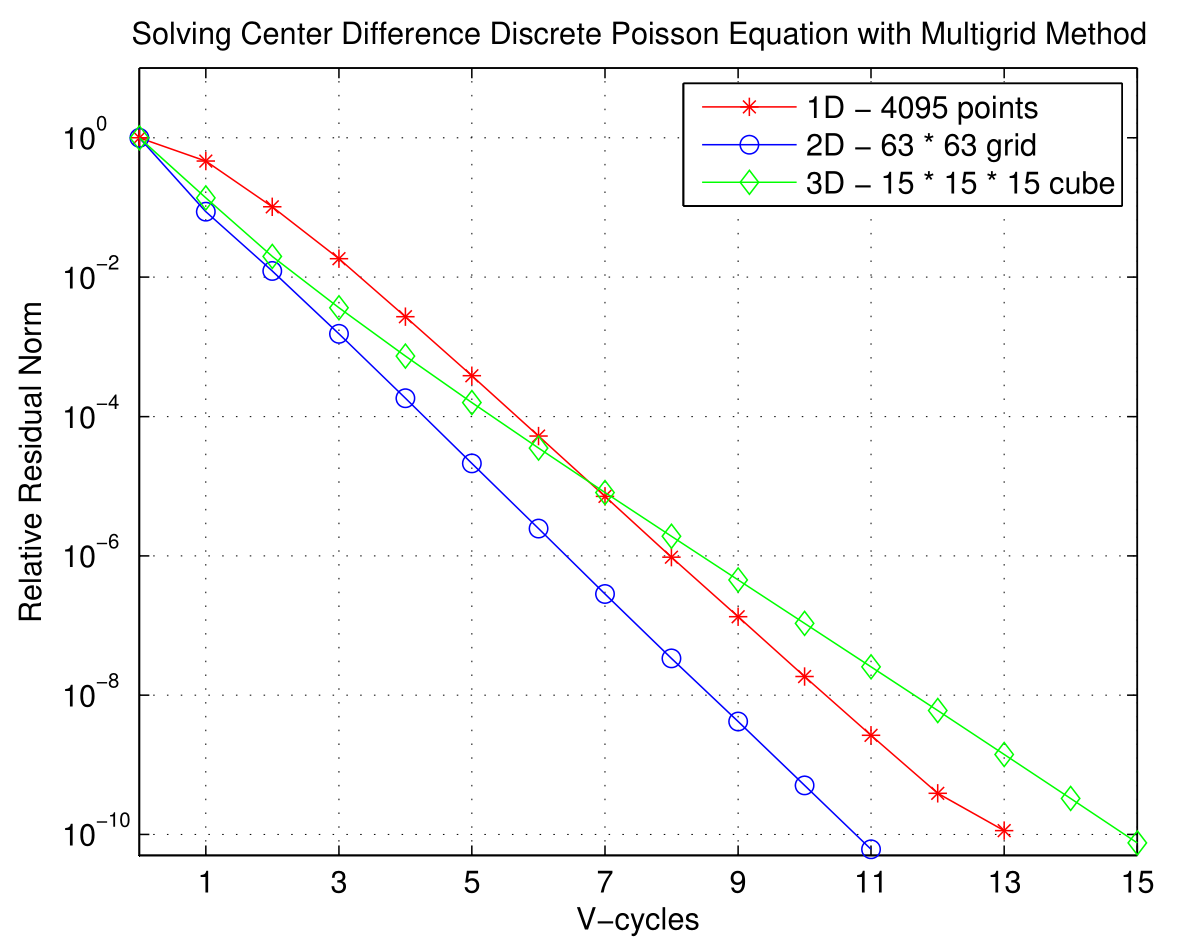 Solving Center Difference Discrete Poisson Equation with Multigrid Method
1D − 4095 points
2D − 63 * 63 grid
3D − 15 * 15 * 15 cube
Relative Residual Norm
10^0
10^−2
10^−4
10^−6
10^−8
10^−10
1 3 5 7 9 11 13 15
V−cycles